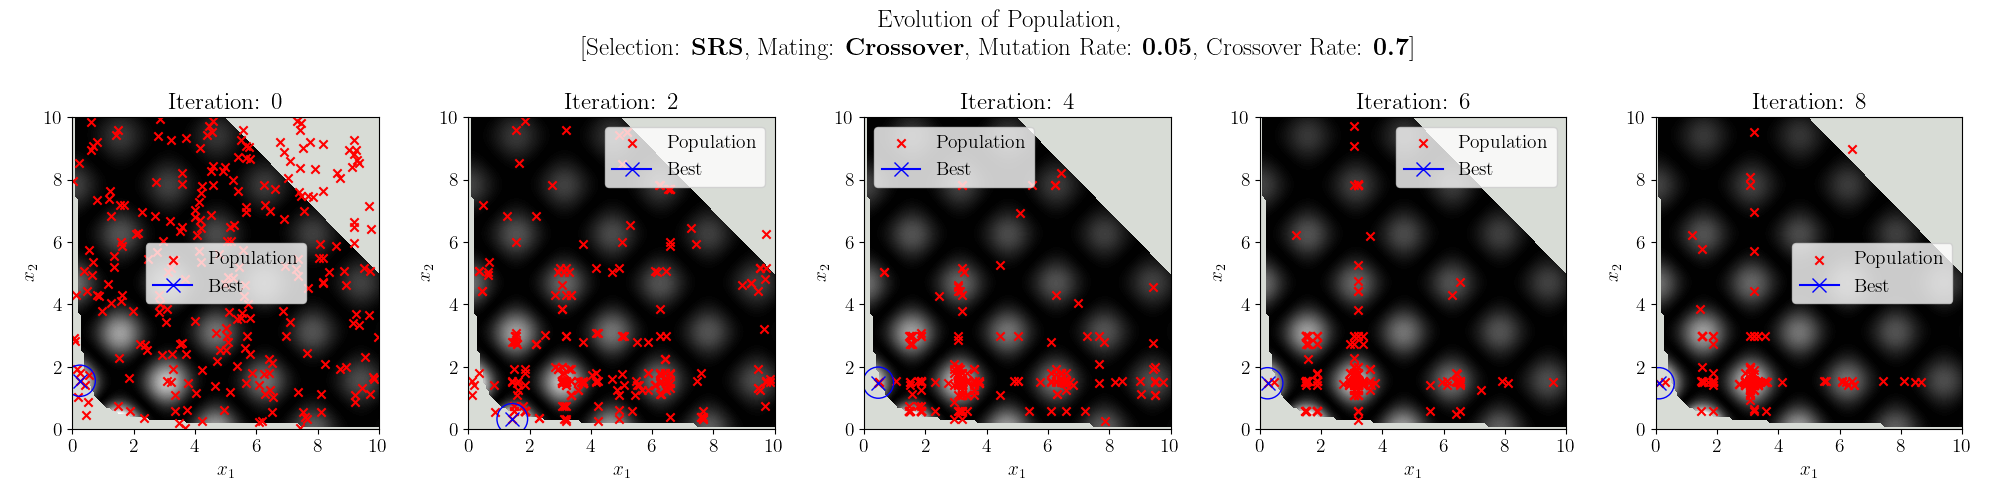 Evolution of Population,
[Selection: SRS, Mating: Crossover, Mutation Rate: 0.05, Crossover Rate: 0.7]
Iteration: 0
10
8
6
4
2
0
x2
Population
Best
0 2 4 6 8 10
x1
Iteration: 2
10
8
6
4
2
0
x2
Population
Best
0 2 4 6 8 10
x1
Iteration: 4
10
8
6
4
2
0
x2
Population
Best
0 2 4 6 8 10
x1
Iteration: 6
10
8
6
4
2
0
x2
Population
Best
0 2 4 6 8 10
x1
Iteration: 8
10
8
6
4
2
0
x2
Population
Best
0 2 4 6 8 10
x1